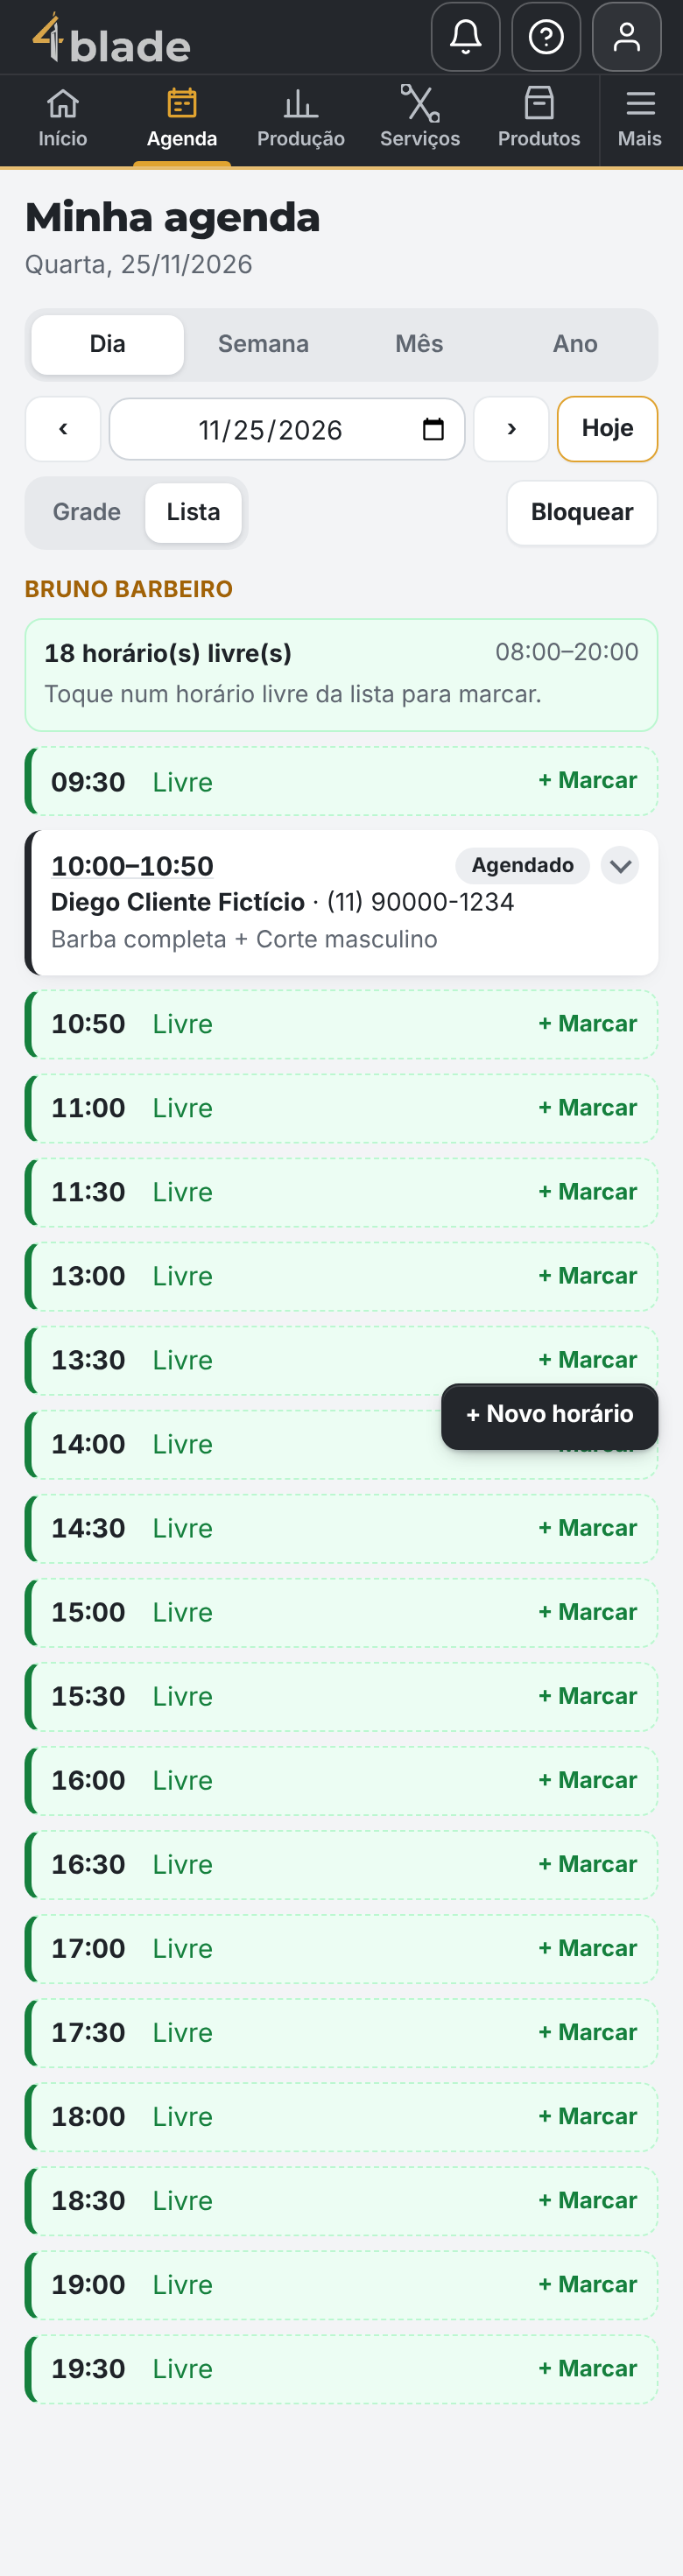 4blade
Início Agenda Produção Serviços Produtos Mais
Minha agenda
Quarta, 25/11/2026
Dia Semana Mês Ano
‹ 11/25/2026 › Hoje
Grade Lista Bloquear
BRUNO BARBEIRO
18 horário(s) livre(s) 08:00–20:00
Toque num horário livre da lista para marcar.
09:30 Livre + Marcar
10:00–10:50 Agendado
Diego Cliente Fictício · (11) 90000-1234
Barba completa + Corte masculino
10:50 Livre + Marcar
11:00 Livre + Marcar
11:30 Livre + Marcar
13:00 Livre + Marcar
13:30 Livre + Marcar
+ Novo horário
14:00 Livre
14:30 Livre + Marcar
15:00 Livre + Marcar
15:30 Livre + Marcar
16:00 Livre + Marcar
16:30 Livre + Marcar
17:00 Livre + Marcar
17:30 Livre + Marcar
18:00 Livre + Marcar
18:30 Livre + Marcar
19:00 Livre + Marcar
19:30 Livre + Marcar